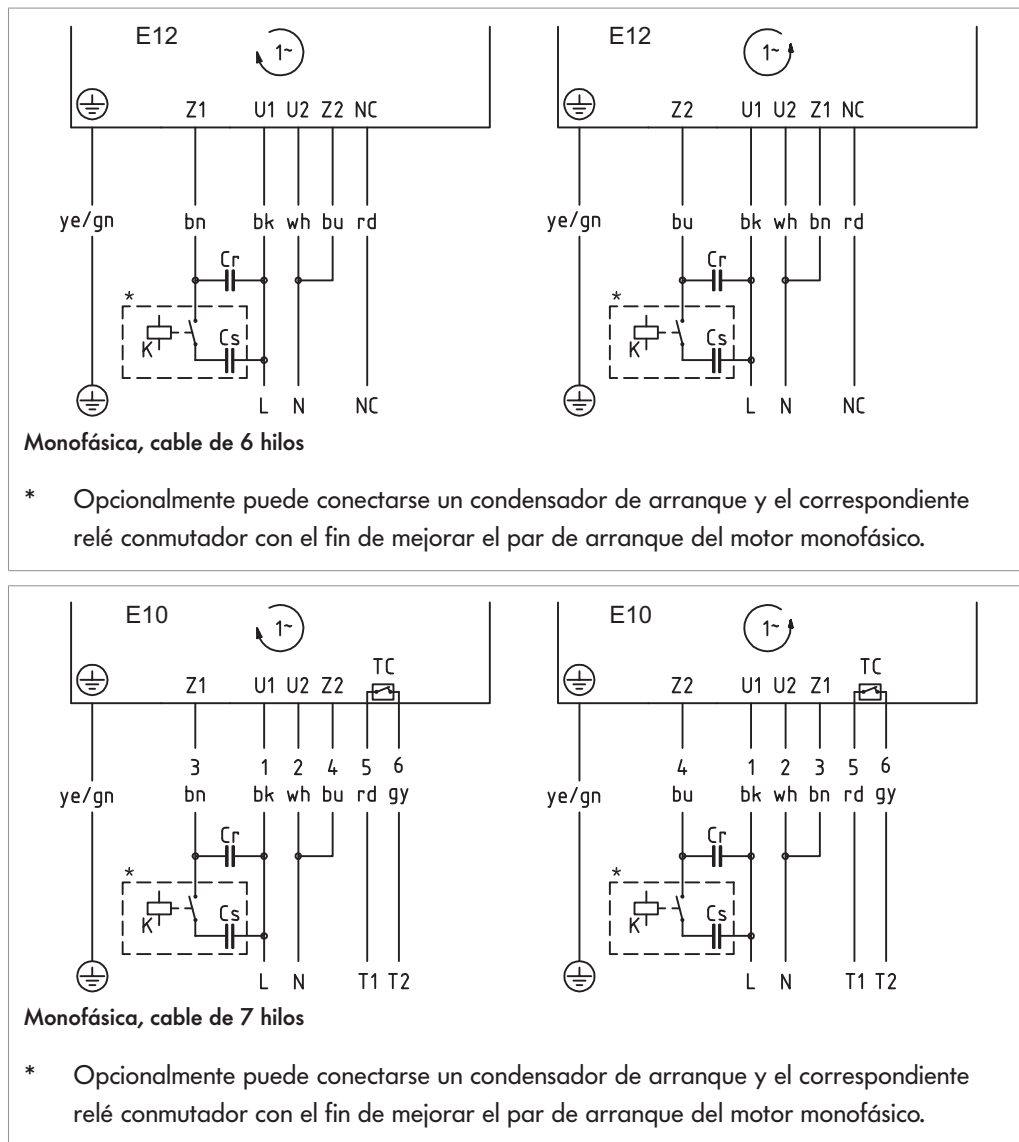 E12 1~ E12 1~
Z1 U1 U2 Z2 NC Z2 U1 U2 Z1 NC
ye/gn bn bk wh bu rd ye/gn bu bk wh bn rd
Cr Cr
* *
K Cs K Cs
L N NC L N NC
Monofásica, cable de 6 hilos
* Opcionalmente puede conectarse un condensador de arranque y el correspondiente
relé conmutador con el fin de mejorar el par de arranque del motor monofásico.
E10 1~ E10 1~
TC TC
Z1 U1 U2 Z2 Z2 U1 U2 Z1
3 1 2 4 5 6 4 1 2 3 5 6
ye/gn bn bk wh bu rd gy ye/gn bu bk wh bn rd gy
Cr Cr
* *
K Cs K Cs
L N T1 T2 L N T1 T2
Monofásica, cable de 7 hilos
* Opcionalmente puede conectarse un condensador de arranque y el correspondiente
relé conmutador con el fin de mejorar el par de arranque del motor monofásico.